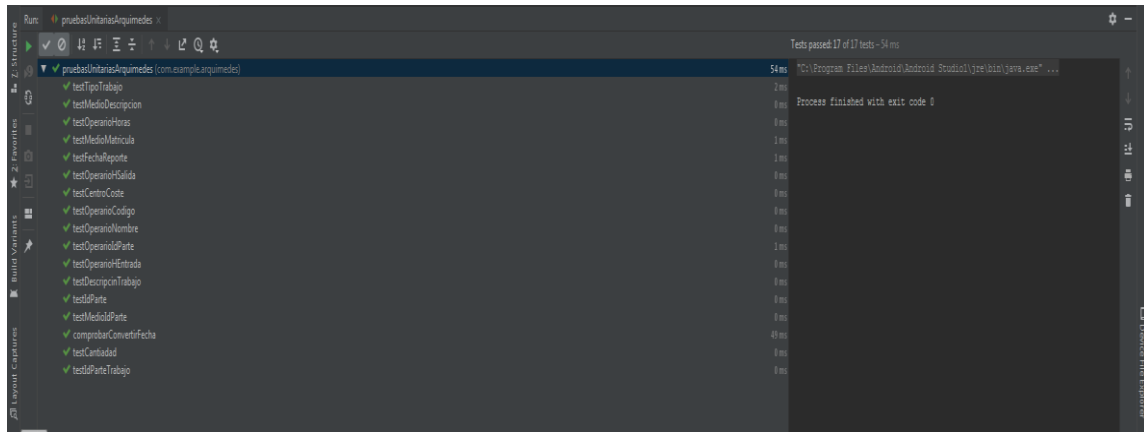 Run: pruebasUnitariasArquimedes ×
Tests passed: 17 of 17 tests – 54 ms
pruebasUnitariasArquimedes (com.example.arquimedes) 54 ms
testTipoTrabajo 2 ms
testMedioDescripcion 0 ms
testOperarioHoras 0 ms
testMedioMatricula 1 ms
testFechaReporte 1 ms
testOperarioHSalida 0 ms
testCentroCoste 0 ms
testOperarioCodigo 0 ms
testOperarioNombre 0 ms
testOperarioIdParte 1 ms
testOperarioHEntrada 0 ms
testDescripcinTrabajo 0 ms
testIdParte 0 ms
testMedioIdParte 0 ms
comprobarConvertirFecha 49 ms
testCantiadad 0 ms
testIdParteTrabajo 0 ms
"C:\Program Files\Android\Android Studio1\jre\bin\java.exe" ...
Process finished with exit code 0
Z: Structure
2: Favorites
Build Variants
Layout Captures
Device File Explorer